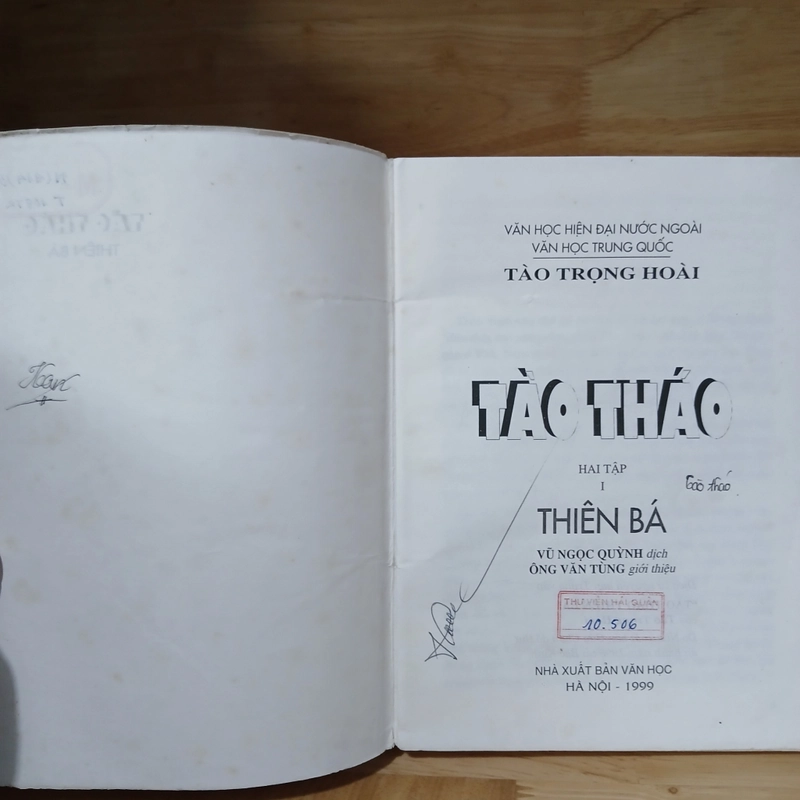 Hoan
VĂN HỌC HIỆN ĐẠI NƯỚC NGOÀI
VĂN HỌC TRUNG QUỐC
TÀO TRỌNG HOÀI
TÀO THÁO
HAI TẬP
I
Tào tháo
THIÊN BÁ
VŨ NGỌC QUỲNH dịch
ÔNG VĂN TÙNG giới thiệu
THƯ VIỆN HẢI QUÂN
10.506
NHÀ XUẤT BẢN VĂN HỌC
HÀ NỘI - 1999